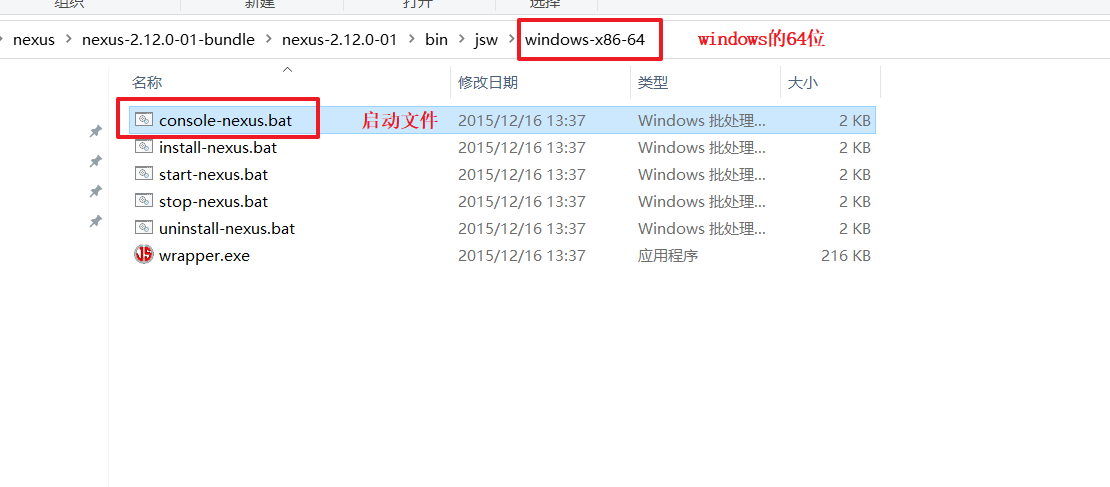 组织 新建 打开 选择
nexus > nexus-2.12.0-01-bundle > nexus-2.12.0-01 > bin > jsw > windows-x86-64 windows的64位
名称 修改日期 类型 大小
console-nexus.bat 启动文件 2015/12/16 13:37 Windows 批处理... 2 KB
install-nexus.bat 2015/12/16 13:37 Windows 批处理... 2 KB
start-nexus.bat 2015/12/16 13:37 Windows 批处理... 2 KB
stop-nexus.bat 2015/12/16 13:37 Windows 批处理... 2 KB
uninstall-nexus.bat 2015/12/16 13:37 Windows 批处理... 2 KB
wrapper.exe 2015/12/16 13:37 应用程序 216 KB